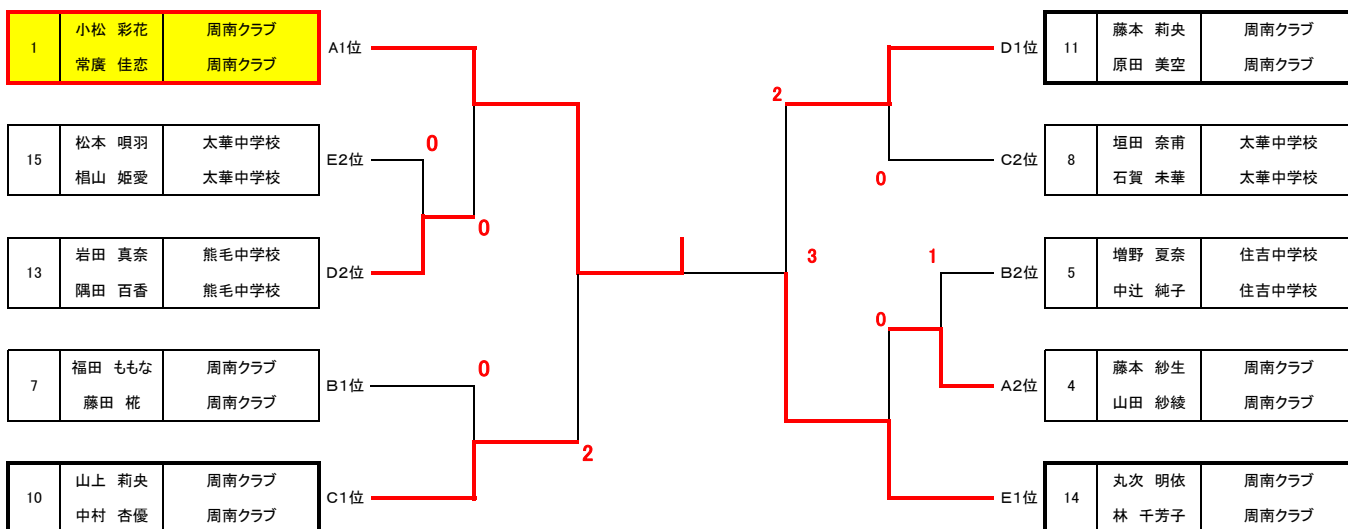 1 小松 彩花 周南クラブ
常廣 佳恋 周南クラブ
A1位
15 松本 唄羽 太華中学校
椙山 姫愛 太華中学校
E2位
0
0
13 岩田 真奈 熊毛中学校
隅田 百香 熊毛中学校
D2位
7 福田 ももな 周南クラブ
藤田 椛 周南クラブ
B1位
0
2
10 山上 莉央 周南クラブ
中村 杏優 周南クラブ
C1位
D1位
11 藤本 莉央 周南クラブ
原田 美空 周南クラブ
2
0
C2位
8 垣田 奈甫 太華中学校
石賀 未華 太華中学校
3
1
B2位
5 増野 夏奈 住吉中学校
中辻 純子 住吉中学校
0
A2位
4 藤本 紗生 周南クラブ
山田 紗綾 周南クラブ
E1位
14 丸次 明依 周南クラブ
林 千芳子 周南クラブ